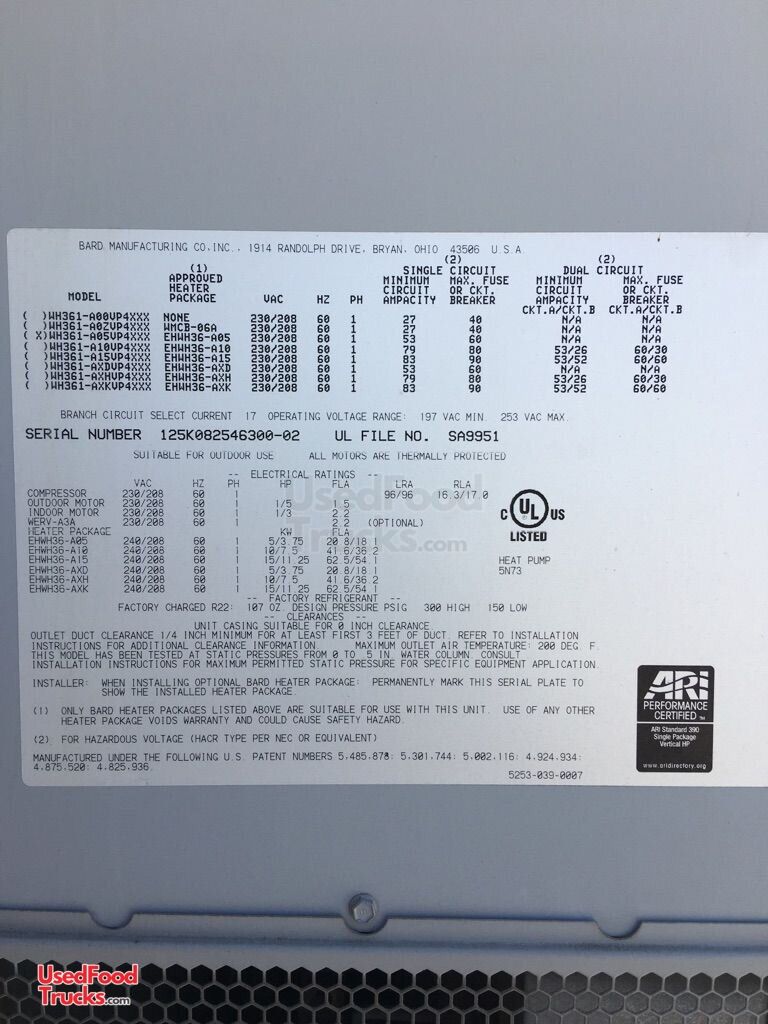 BARD MANUFACTURING CO., INC., 1914 RANDOLPH DRIVE, BRYAN, OHIO 43506 U.S.A.
(1) (2) (2)
APPROVED SINGLE CIRCUIT DUAL CIRCUIT
HEATER MINIMUM MAX. FUSE MINIMUM MAX. FUSE
MODEL PACKAGE VAC HZ PH CIRCUIT OR CKT. CIRCUIT OR CKT.
AMPACITY BREAKER AMPACITY BREAKER
CKT.A/CKT.B CKT.A/CKT.B
( )WH361-A00VP4XXX NONE 230/208 60 1 27 40 N/A N/A
( )WH361-A0ZVP4XXX WMCB-06A 230/208 60 1 27 40 N/A N/A
( X)WH361-A05VP4XXX EHWH36-A05 230/208 60 1 53 60 N/A N/A
( )WH361-A10VP4XXX EHWH36-A10 230/208 60 1 79 80 53/26 60/30
( )WH361-A15VP4XXX EHWH36-A15 230/208 60 1 83 90 53/52 60/60
( )WH361-AXDVP4XXX EHWH36-AXD 230/208 60 1 53 60 N/A N/A
( )WH361-AXHVP4XXX EHWH36-AXH 230/208 60 1 79 80 53/26 60/30
( )WH361-AXKVP4XXX EHWH36-AXK 230/208 60 1 83 90 53/52 60/60
BRANCH CIRCUIT SELECT CURRENT 17 OPERATING VOLTAGE RANGE: 197 VAC MIN. 253 VAC MAX.
SERIAL NUMBER 125K082546300-02 UL FILE NO. SA9951
SUITABLE FOR OUTDOOR USE ALL MOTORS ARE THERMALLY PROTECTED
-- ELECTRICAL RATINGS --
VAC HZ PH HP FLA LRA RLA
COMPRESSOR 230/208 60 1 96/96 16.3/17.0
OUTDOOR MOTOR 230/208 60 1 1/5 1.5
INDOOR MOTOR 230/208 60 1 1/3 2.2
WERV-A3A 230/208 60 1 2.2 (OPTIONAL)
HEATER PACKAGE KW FLA
EHWH36-A05 240/208 60 1 5/3.75 20.8/18.1
EHWH36-A10 240/208 60 1 10/7.5 41.6/36.2
EHWH36-A15 240/208 60 1 15/11.25 62.5/54.1
EHWH36-AXD 240/208 60 1 5/3.75 20.8/18.1
EHWH36-AXH 240/208 60 1 10/7.5 41.6/36.2
EHWH36-AXK 240/208 60 1 15/11.25 62.5/54.1
C UL US
LISTED
HEAT PUMP
5N73
-- FACTORY REFRIGERANT --
FACTORY CHARGED R22: 107 OZ. DESIGN PRESSURE PSIG 300 HIGH 150 LOW
-- CLEARANCES --
UNIT CASING SUITABLE FOR 0 INCH CLEARANCE.
OUTLET DUCT CLEARANCE 1/4 INCH MINIMUM FOR AT LEAST FIRST 3 FEET OF DUCT. REFER TO INSTALLATION
INSTRUCTIONS FOR ADDITIONAL CLEARANCE INFORMATION. MAXIMUM OUTLET AIR TEMPERATURE: 200 DEG. F.
THIS MODEL HAS BEEN TESTED AT STATIC PRESSURES FROM 0 TO .5 IN. WATER COLUMN. CONSULT
INSTALLATION INSTRUCTIONS FOR MAXIMUM PERMITTED STATIC PRESSURE FOR SPECIFIC EQUIPMENT APPLICATION.
INSTALLER: WHEN INSTALLING OPTIONAL BARD HEATER PACKAGE: PERMANENTLY MARK THIS SERIAL PLATE TO
SHOW THE INSTALLED HEATER PACKAGE.
(1) ONLY BARD HEATER PACKAGES LISTED ABOVE ARE SUITABLE FOR USE WITH THIS UNIT. USE OF ANY OTHER
HEATER PACKAGE VOIDS WARRANTY AND COULD CAUSE SAFETY HAZARD.
(2) FOR HAZARDOUS VOLTAGE (HACR TYPE PER NEC OR EQUIVALENT)
MANUFACTURED UNDER THE FOLLOWING U.S. PATENT NUMBERS 5,485,878; 5,301,744; 5,002,116; 4,924,934;
4,875,520; 4,825,936.
5253-039-0007
ARI
PERFORMANCE
CERTIFIED TM
ARI Standard 390
Single Package
Vertical HP
www.aridirectory.org
UsedFood
Trucks.com
UsedFood
Trucks.com